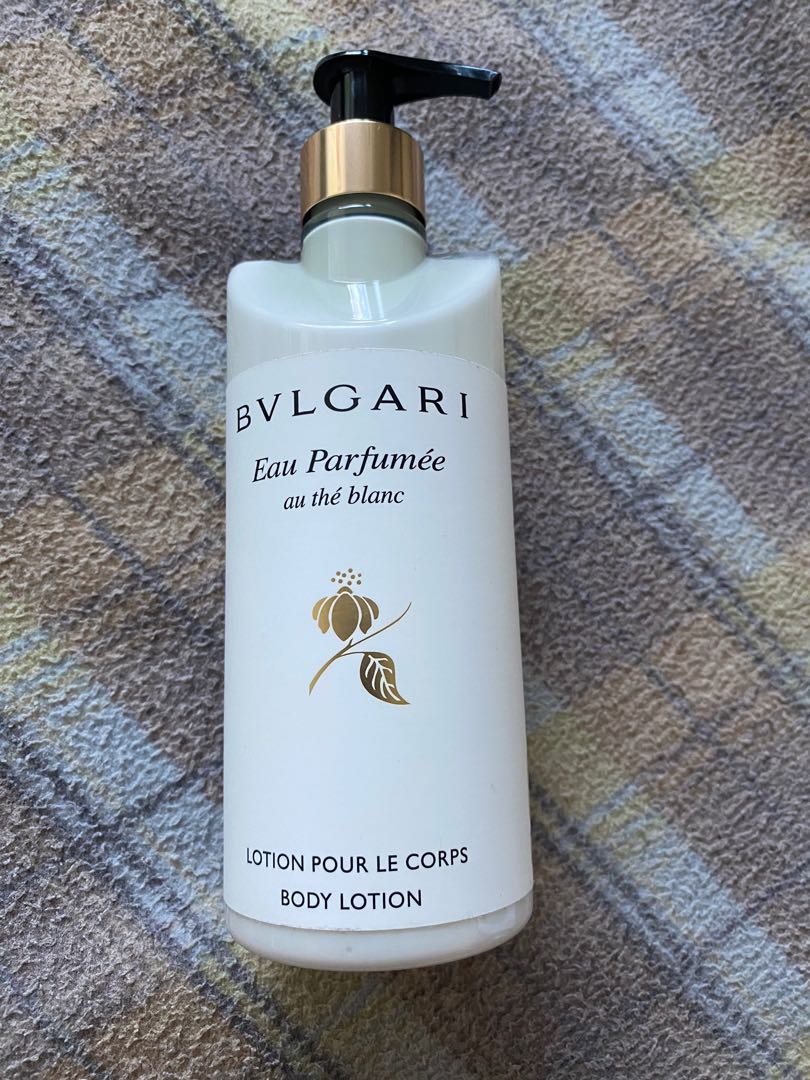 BVLGARI
Eau Parfumée
au thé blanc
LOTION POUR LE CORPS
BODY LOTION